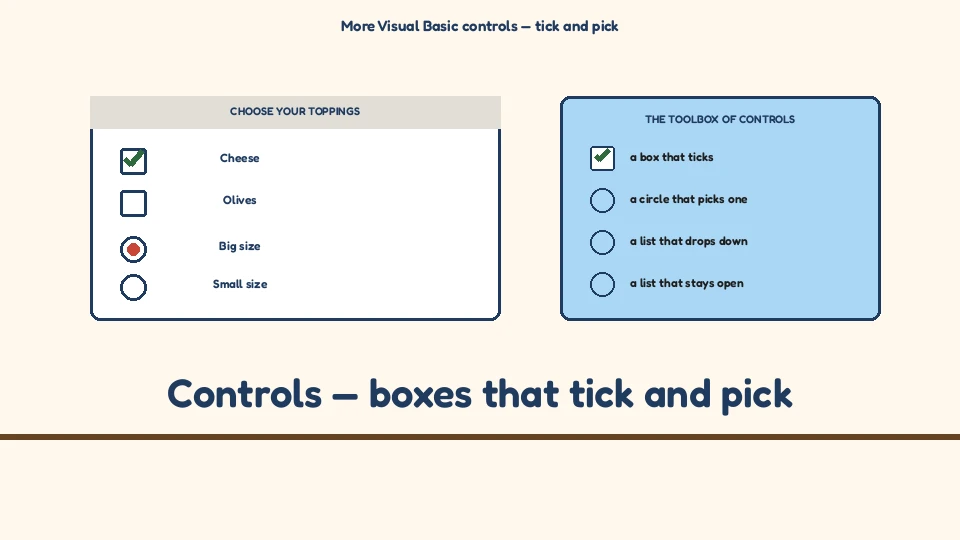 More Visual Basic controls — tick and pick
CHOOSE YOUR TOPPINGS
Cheese
Olives
Big size
Small size
THE TOOLBOX OF CONTROLS
a box that ticks
a circle that picks one
a list that drops down
a list that stays open
Controls — boxes that tick and pick